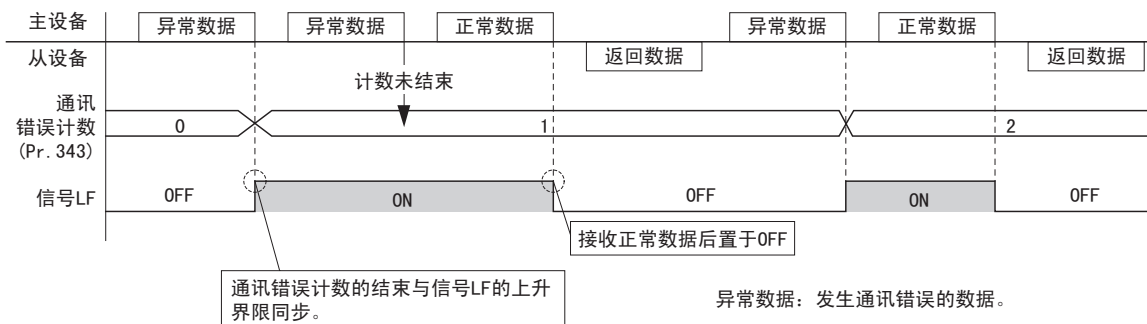 主设备
异常数据
异常数据
正常数据
异常数据
正常数据
从设备
返回数据
返回数据
计数未结束
通讯
错误计数
(Pr.343)
0
1
2
信号LF
OFF
ON
OFF
ON
OFF
接收正常数据后置于OFF
通讯错误计数的结束与信号LF的上升
界限同步。
异常数据：发生通讯错误的数据。